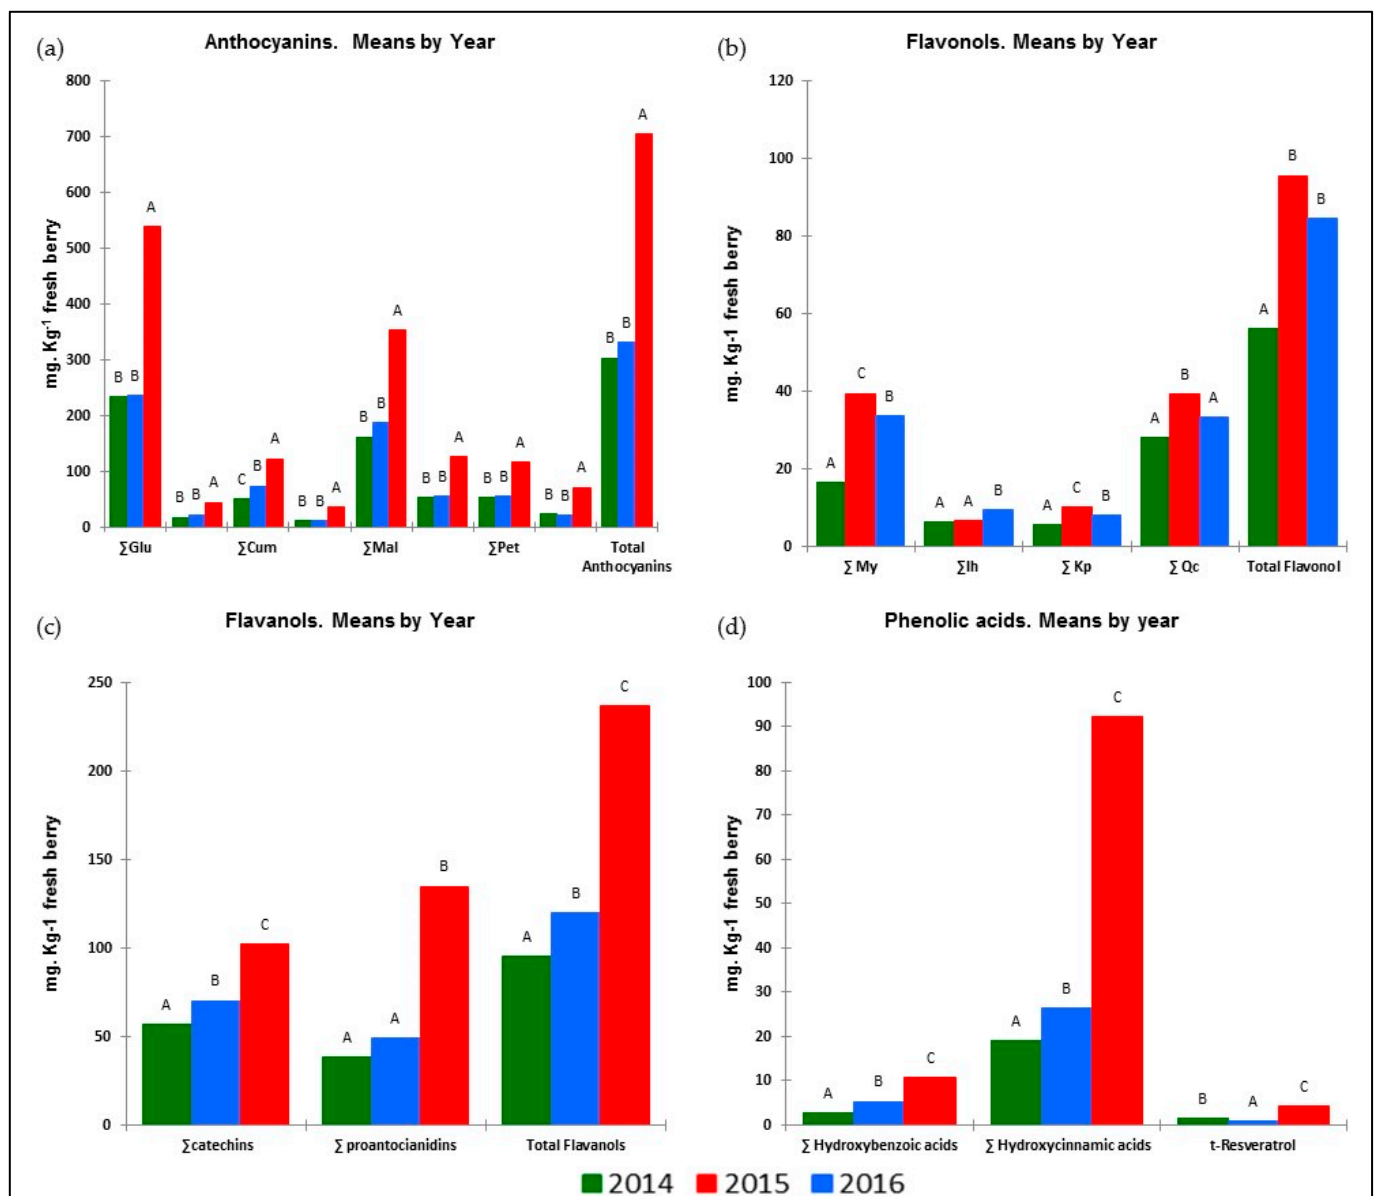 (a) Anthocyanins. Means by Year
mg. Kg-1 fresh berry
800
700
600
500
400
300
200
100
0
B B A
B B A
C B A
B B A
B B A
B B A
B B A
B B A
B B A
∑Glu ∑Cum ∑Mal ∑Pet Total
Anthocyanins
(b) Flavonols. Means by Year
mg. Kg-1 fresh berry
120
100
80
60
40
20
0
A C B
A A B
A C B
A B A
A B B
∑ My ∑Ih ∑ Kp ∑ Qc Total Flavonol
(c) Flavanols. Means by Year
mg. Kg-1 fresh berry
250
200
150
100
50
0
A B C
A A B
A B C
∑catechins ∑ proantocianidins Total Flavanols
(d) Phenolic acids. Means by year
mg. Kg-1 fresh berry
100
90
80
70
60
50
40
30
20
10
0
A B C
A B C
B A C
∑ Hydroxybenzoic acids ∑ Hydroxycinnamic acids t-Resveratrol
2014 2015 2016